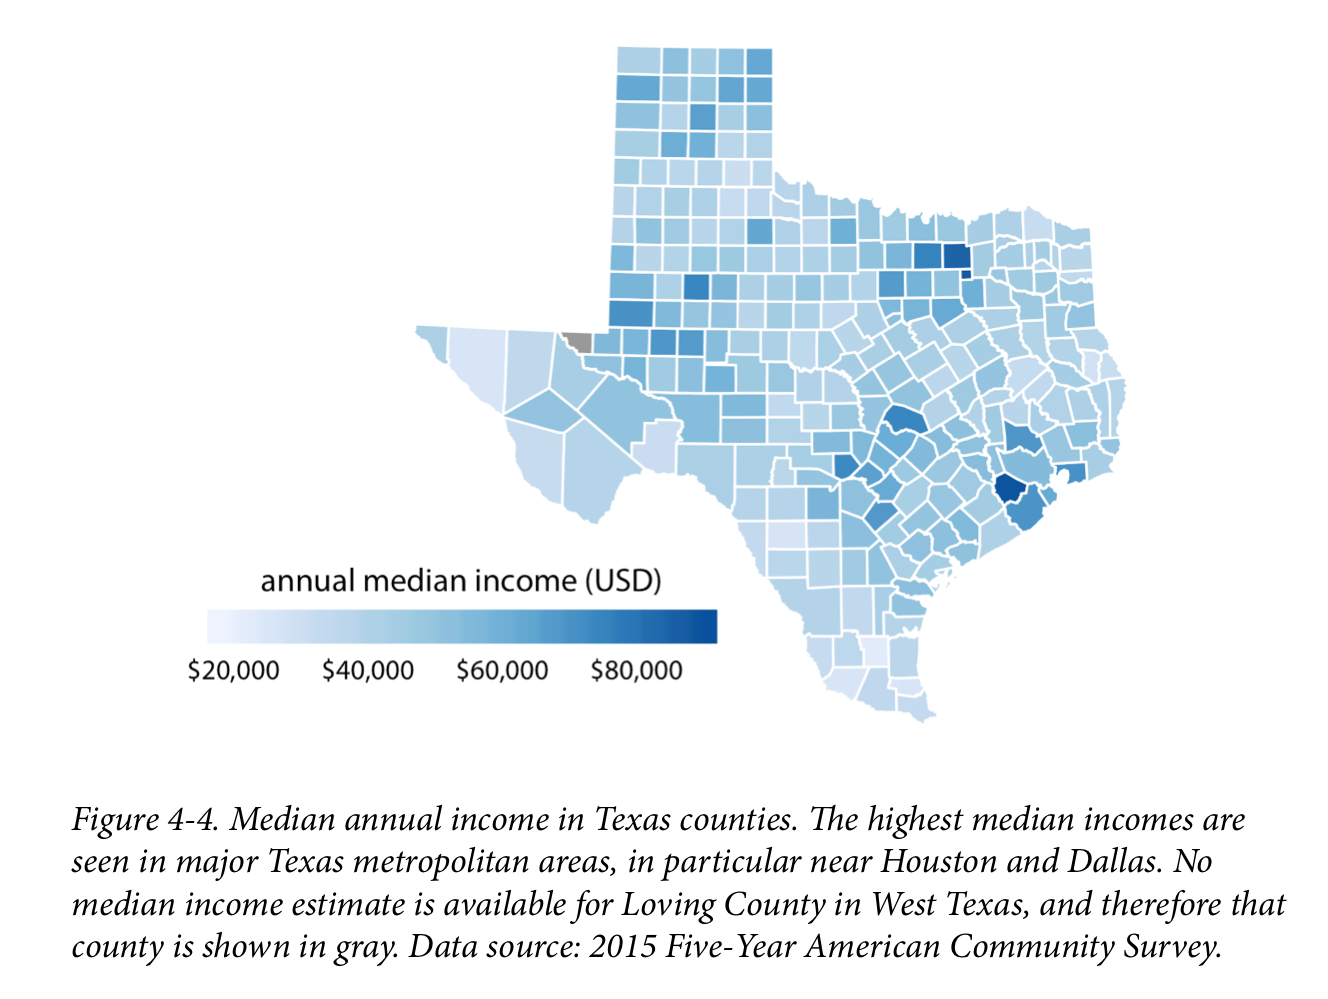 annual median income (USD)
$20,000 $40,000 $60,000 $80,000
Figure 4-4. Median annual income in Texas counties. The highest median incomes are
seen in major Texas metropolitan areas, in particular near Houston and Dallas. No
median income estimate is available for Loving County in West Texas, and therefore that
county is shown in gray. Data source: 2015 Five-Year American Community Survey.